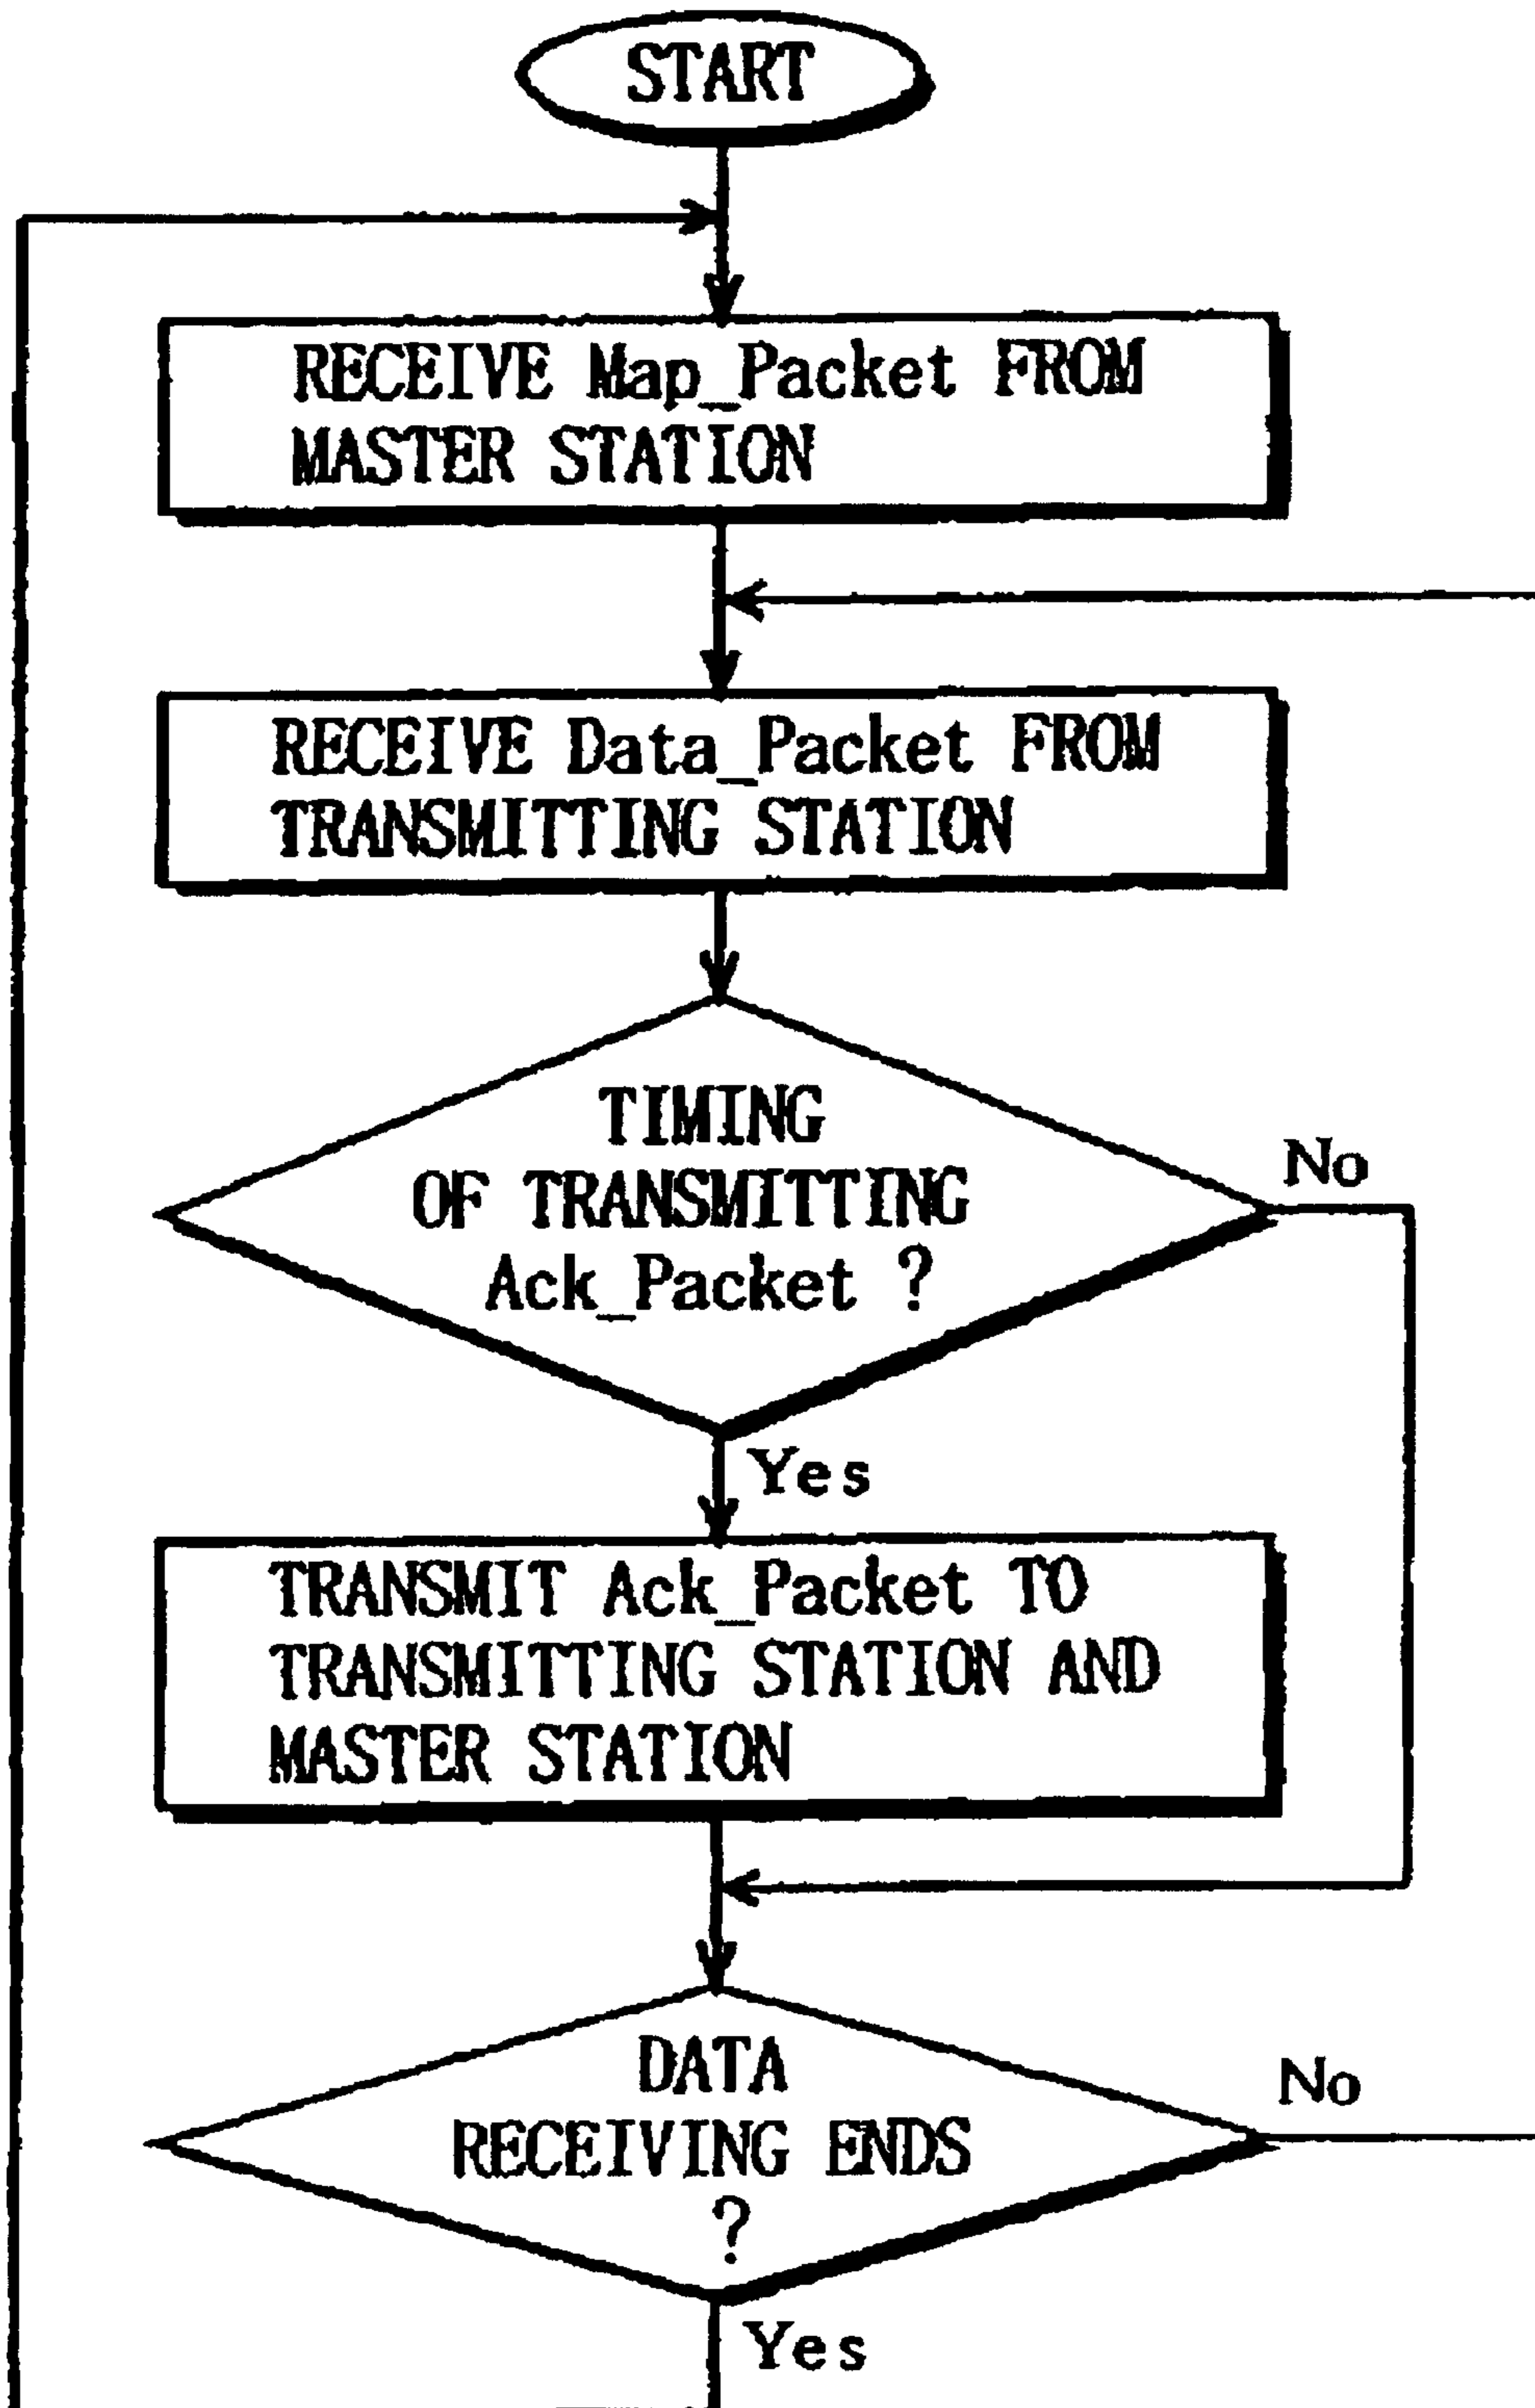 START
RECEIVE Map_Packet FROM
MASTER STATION
RECEIVE Data_Packet FROM
TRANSMITTING STATION
TIMING
OF TRANSMITTING
Ack_Packet ?
No
Yes
TRANSMIT Ack_Packet TO
TRANSMITTING STATION AND
MASTER STATION
DATA
RECEIVING ENDS
?
No
Yes